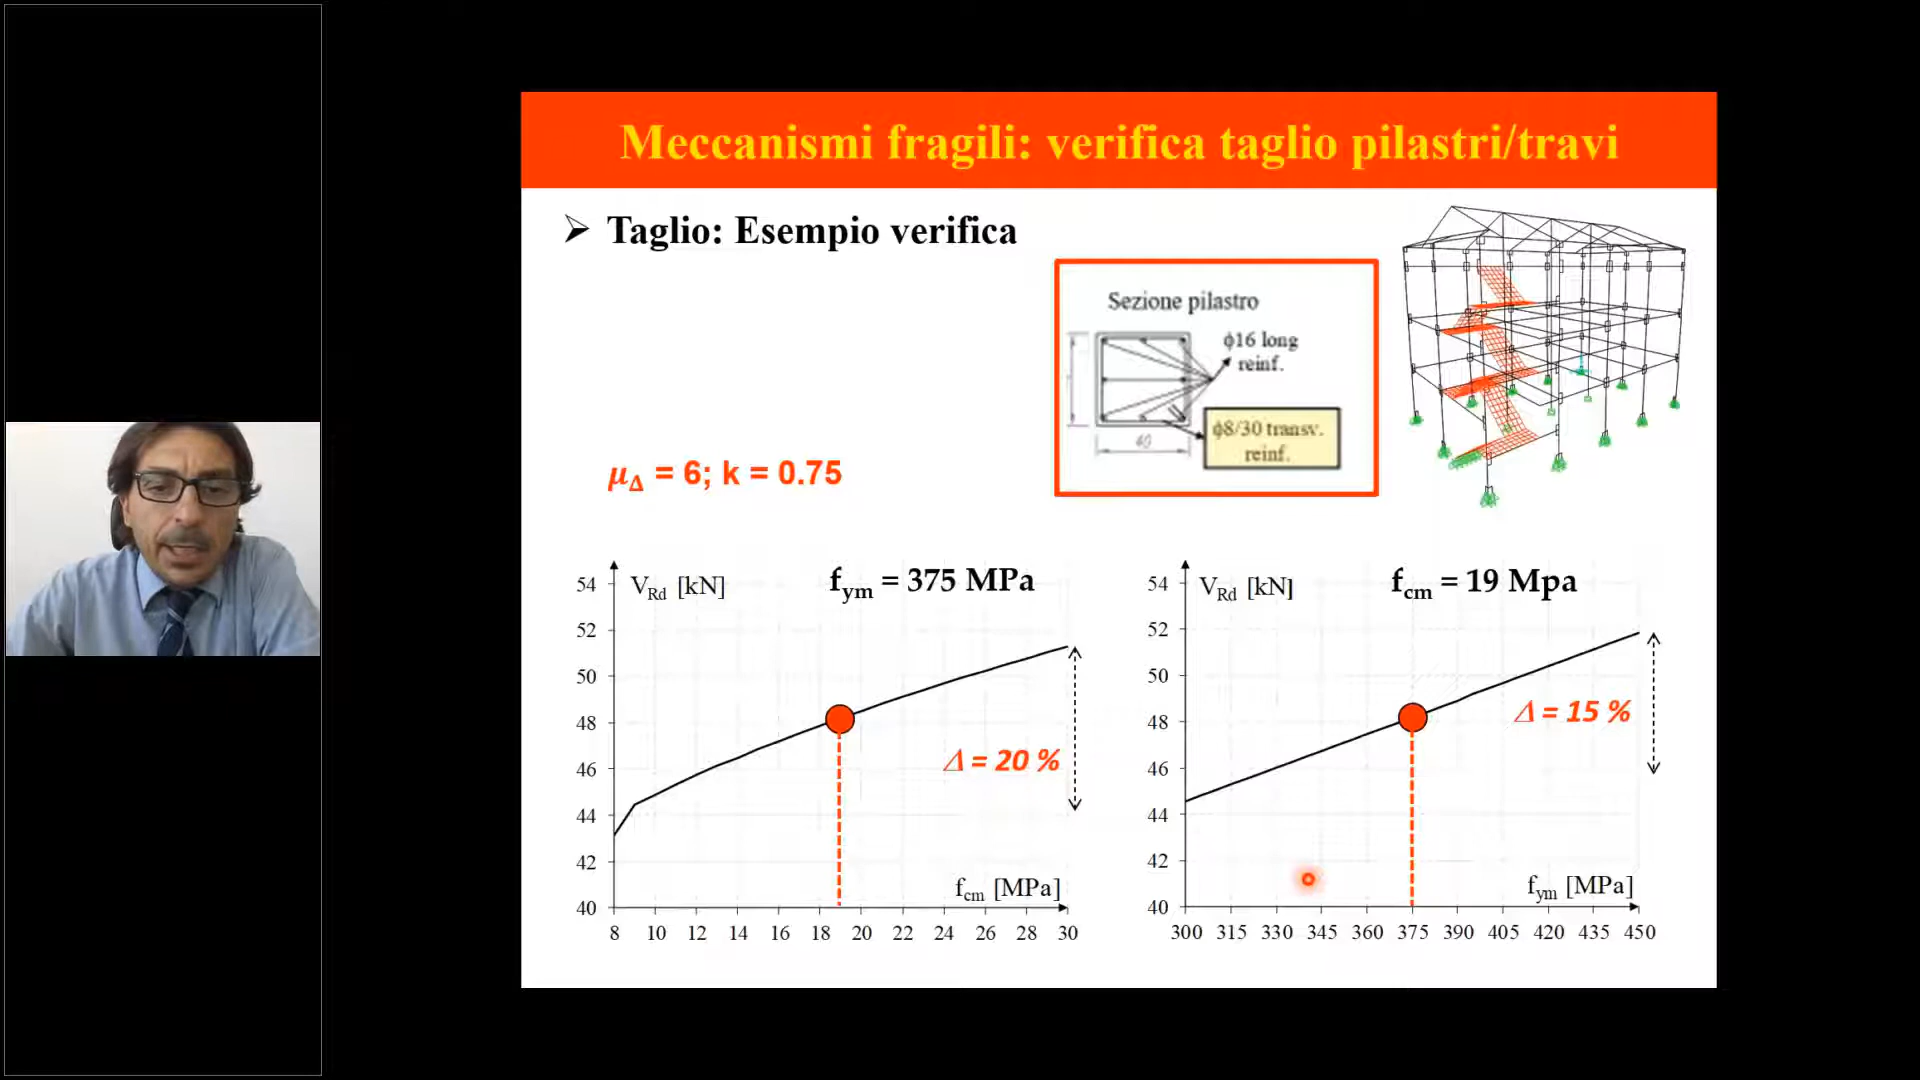 Meccanismi fragili: verifica taglio pilastri/travi
➢ Taglio: Esempio verifica
Sezione pilastro
ϕ16 long
reinf.
ϕ8/30 transv.
reinf.
40
μΔ = 6; k = 0.75
VRd [kN]
fym = 375 MPa
54
52
50
48
46
44
42
40
Δ = 20 %
fcm [MPa]
8 10 12 14 16 18 20 22 24 26 28 30
VRd [kN]
fcm = 19 Mpa
54
52
50
48
46
44
42
40
Δ = 15 %
fym [MPa]
300 315 330 345 360 375 390 405 420 435 450